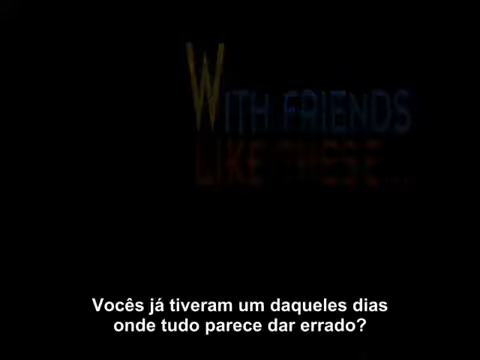 WITH FRIENDS
LIKE THESE...
Vocês já tiveram um daqueles dias
onde tudo parece dar errado?